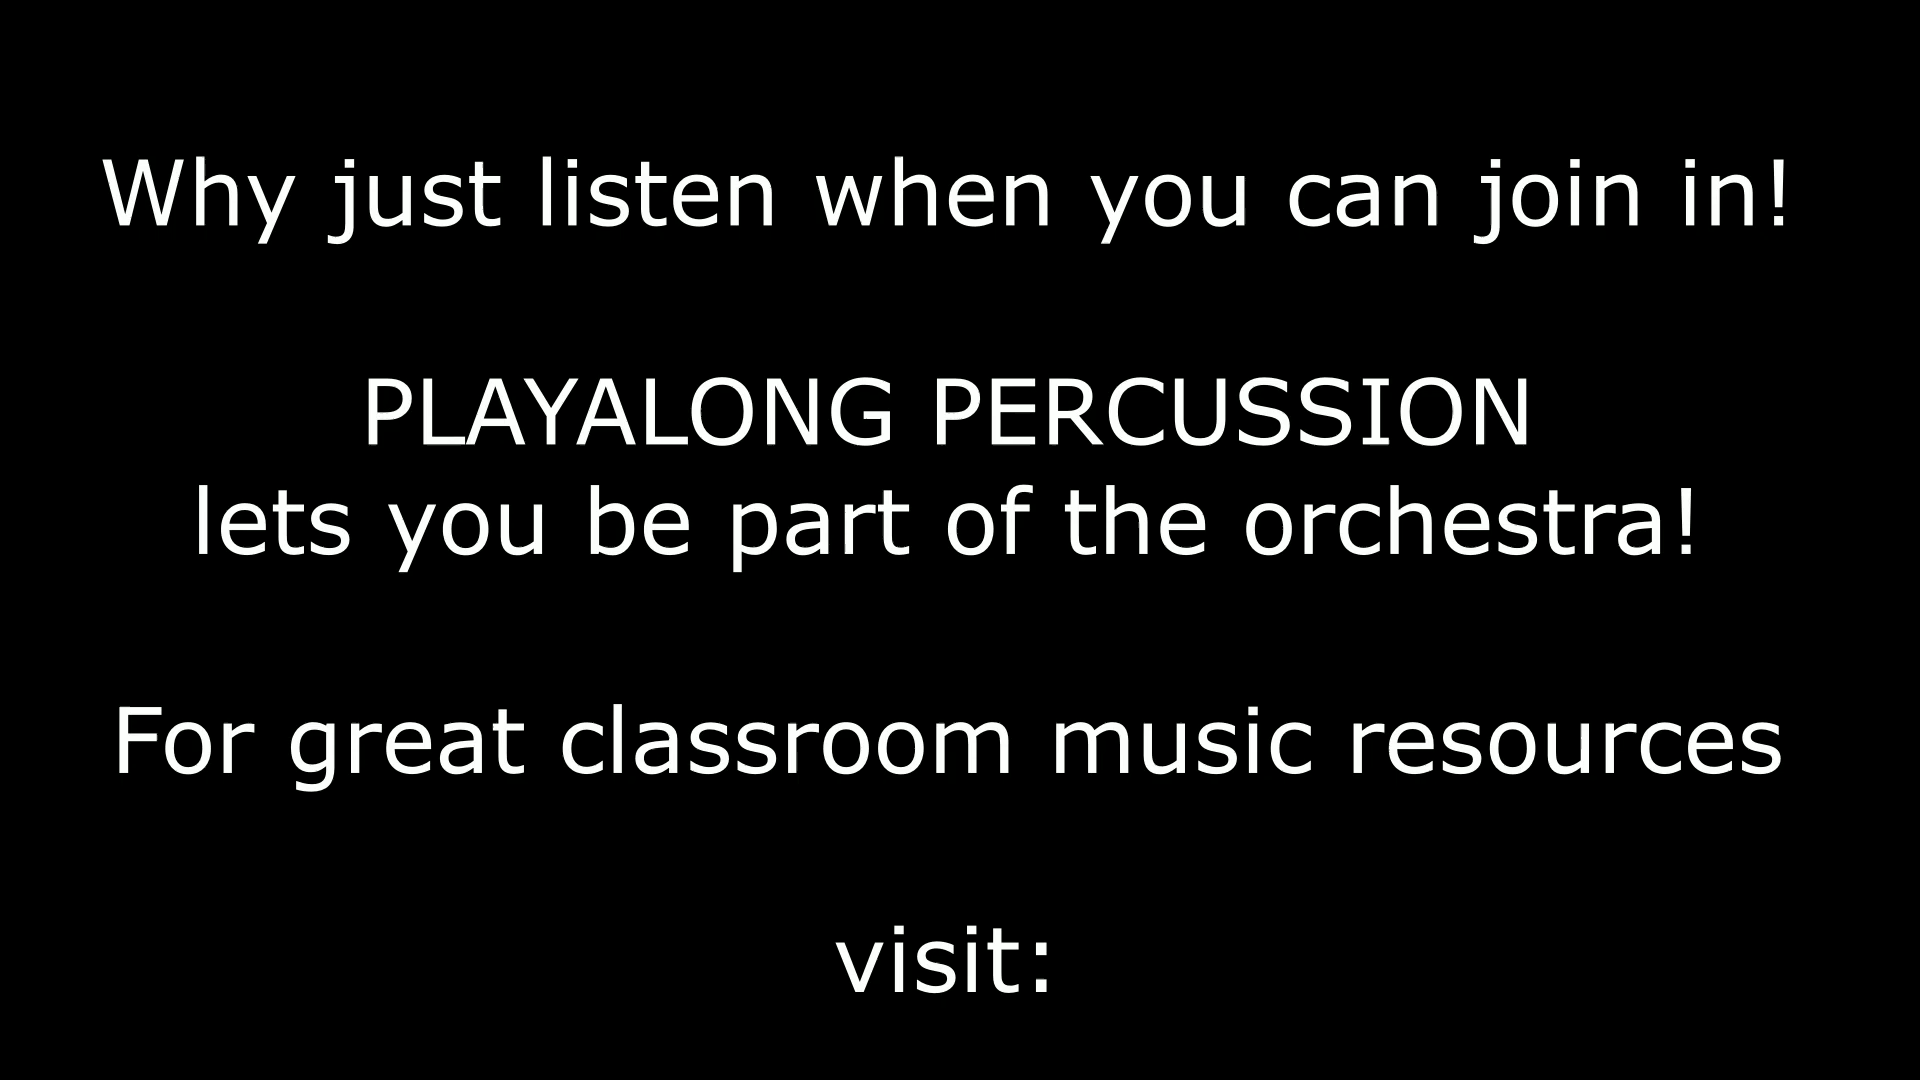 Why just listen when you can join in!
PLAYALONG PERCUSSION
lets you be part of the orchestra!
For great classroom music resources
visit: